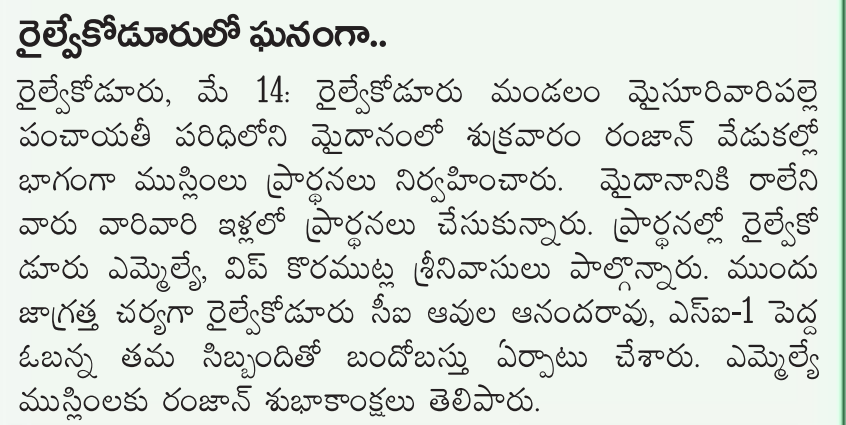 రైల్వేకోడూరులో ఘనంగా..
రైల్వేకోడూరు, మే 14: రైల్వేకోడూరు మండలం మైసూరివారిపల్లె
పంచాయతీ పరిధిలోని మైదానంలో శుక్రవారం రంజాన్ వేడుకల్లో
భాగంగా ముస్లింలు ప్రార్థనలు నిర్వహించారు. మైదానానికి రాలేని
వారు వారివారి ఇళ్లలో ప్రార్థనలు చేసుకున్నారు. ప్రార్థనల్లో రైల్వేకో
డూరు ఎమ్మెల్యే, విప్ కొరముట్ల శ్రీనివాసులు పాల్గొన్నారు. ముందు
జాగ్రత్త చర్యగా రైల్వేకోడూరు సీఐ ఆవుల ఆనందరావు, ఎస్ఐ-1 పెద్ద
ఓబన్న తమ సిబ్బందితో బందోబస్తు ఏర్పాటు చేశారు. ఎమ్మెల్యే
ముస్లింలకు రంజాన్ శుభాకాంక్షలు తెలిపారు.